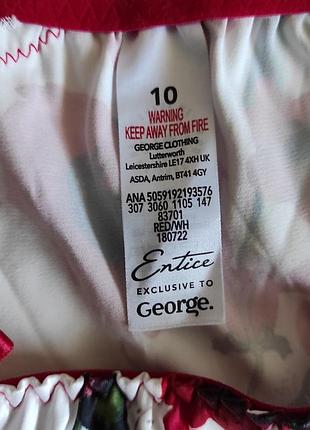 10
WARNING
KEEP AWAY FROM FIRE
GEORGE CLOTHING
Lutterworth
Leicestershire LE17 4XH UK
ASDA, Antrim, BT41 4GY
ANA 5059192193576
307 3060 1105 147
83701
RED/WH
180722
Entice
EXCLUSIVE TO
George.